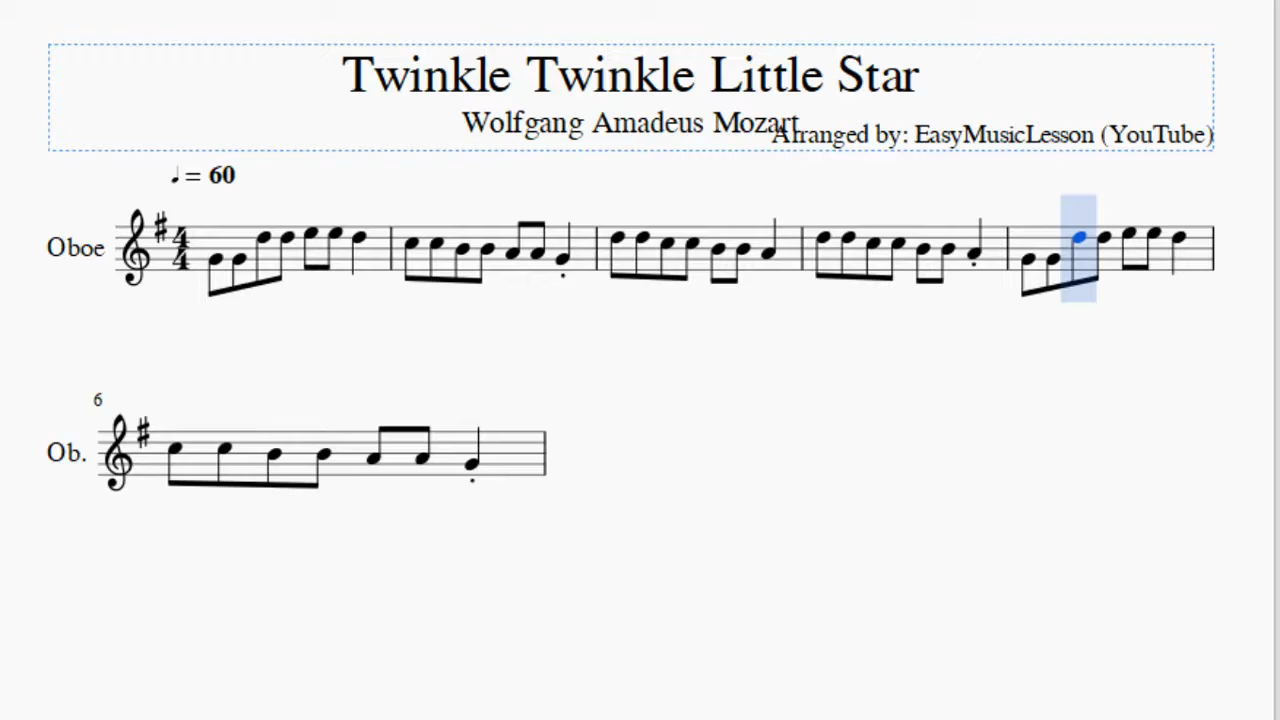 Twinkle Twinkle Little Star
Wolfgang Amadeus Mozart
Arranged by: EasyMusicLesson (YouTube)
♩ = 60
Oboe
4
4
6
Ob.